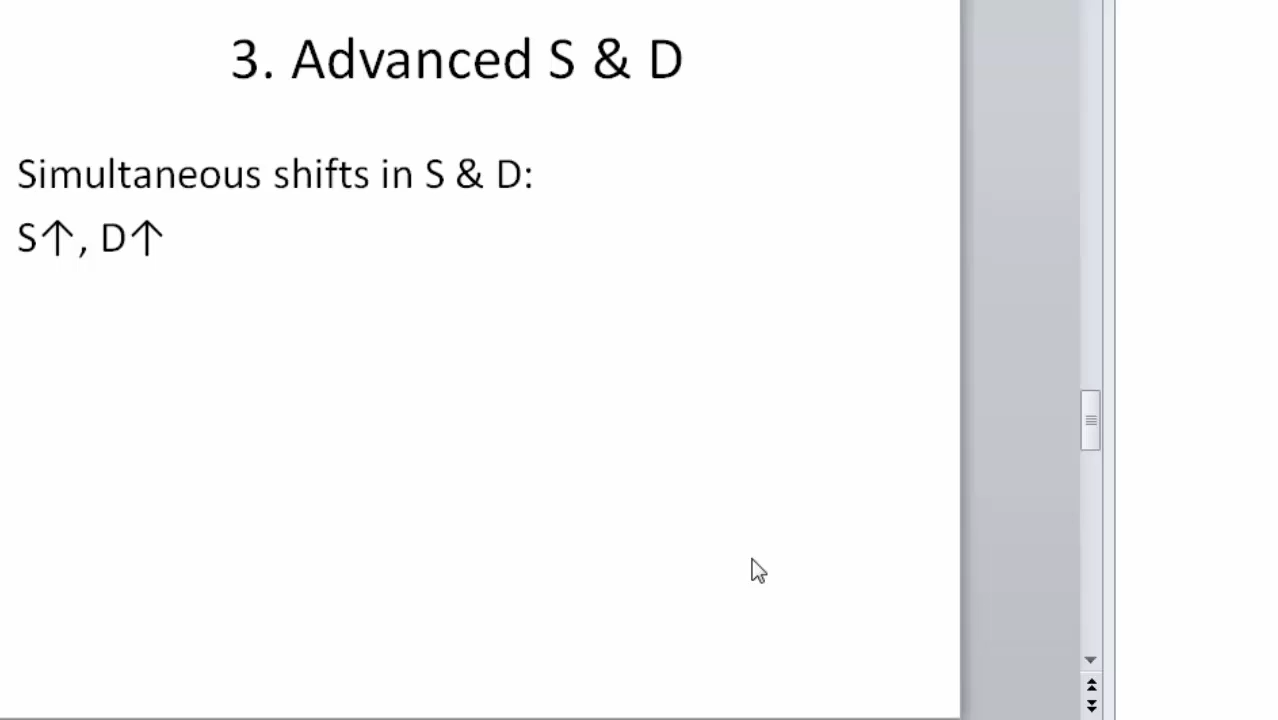 3. Advanced S & D
Simultaneous shifts in S & D:
S↑, D↑